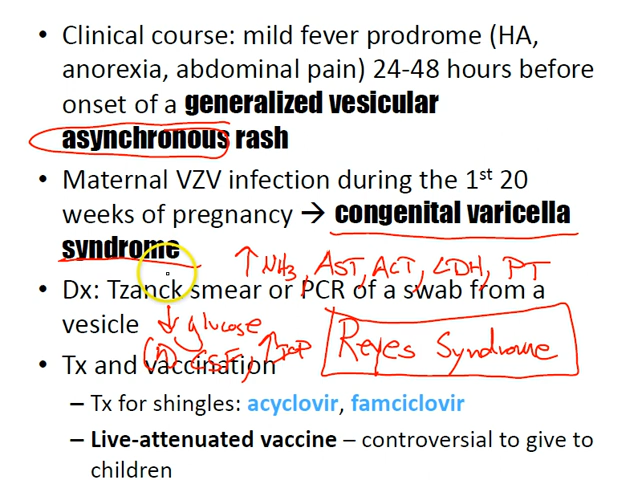 • Clinical course: mild fever prodrome (HA,
anorexia, abdominal pain) 24-48 hours before
onset of a generalized vesicular
asynchronous rash
• Maternal VZV infection during the 1st 20
weeks of pregnancy → congenital varicella
syndrome
↑ NH3, AST, ACT, LDH, PT
• Dx: Tzanck smear or PCR of a swab from a
vesicle
↓ glucose
(n) CSF, ↑ICP
Reyes Syndrome
• Tx and vaccination
– Tx for shingles: acyclovir, famciclovir
– Live-attenuated vaccine – controversial to give to
children